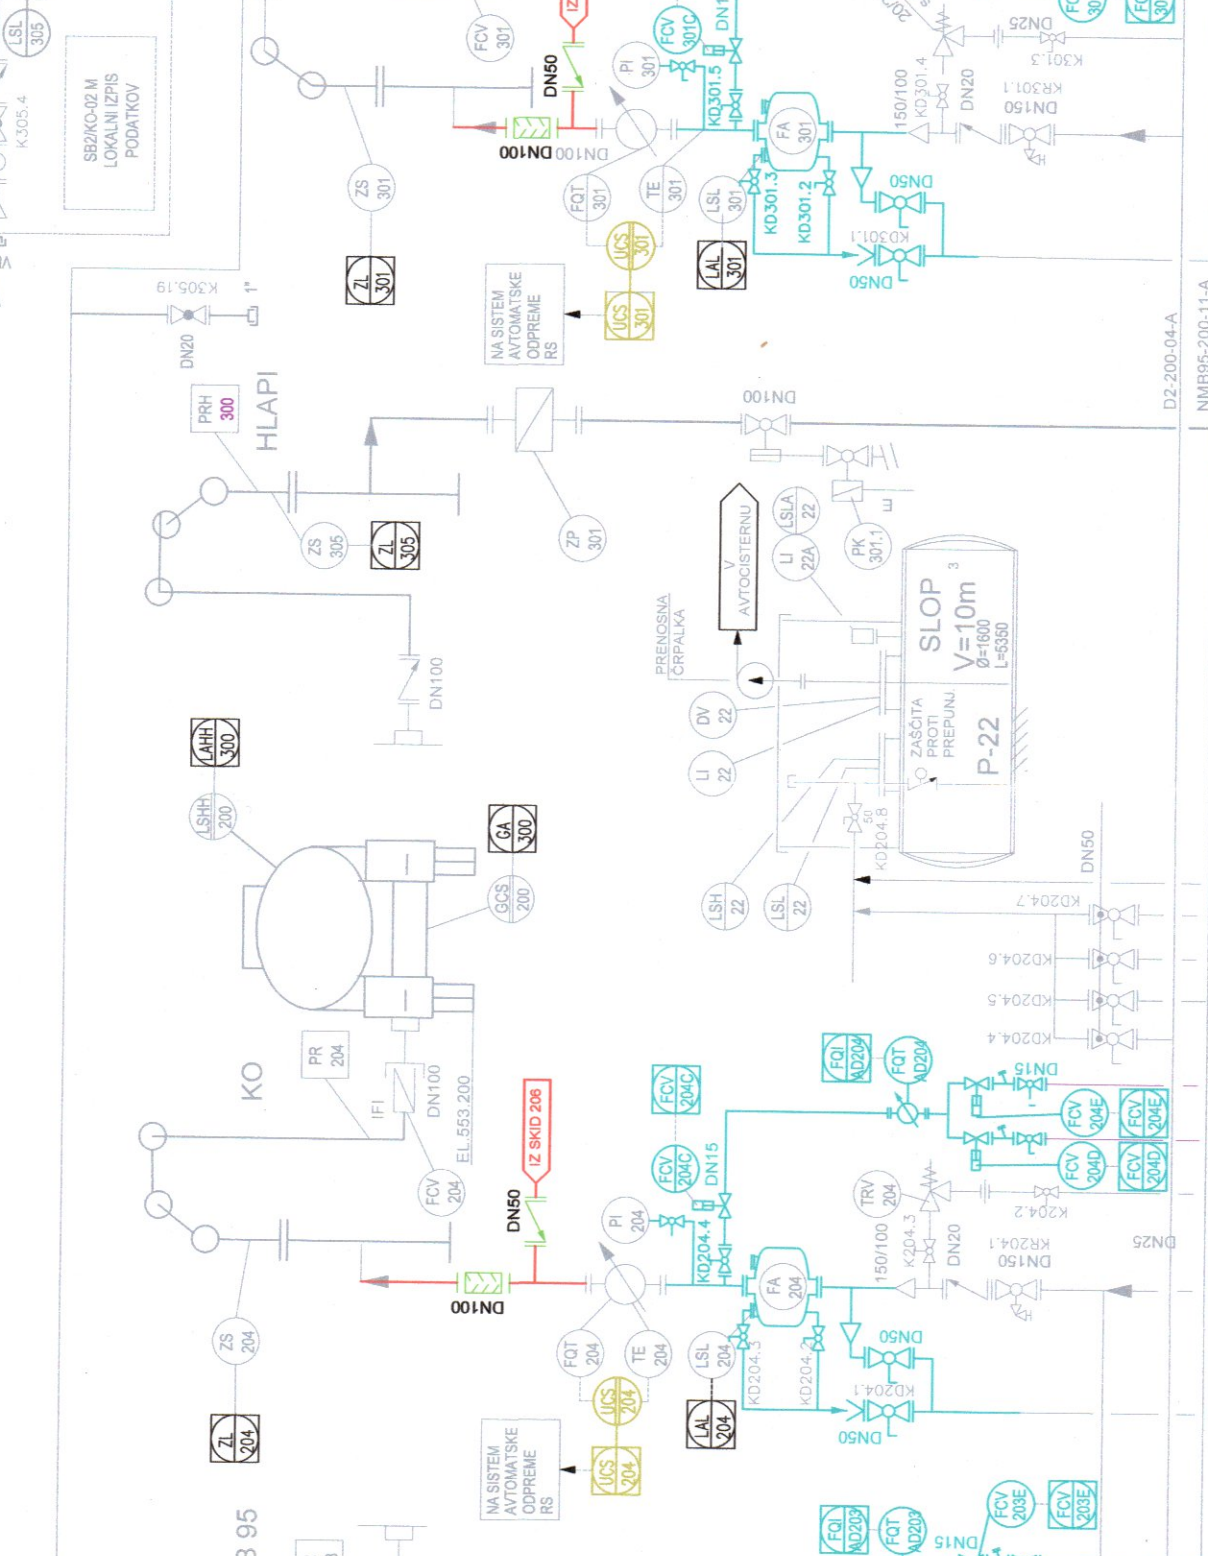 LSL
305
K305.4
SB2/KO-02 M
LOKALNI IZPIS
PODATKOV
FCV
301
DN50
PI
301
FCV
301C
KD301.5
DN25
K301.3
150/100
KD301.4
DN20
KR301.1
DN150
DN100
DN100
FA
301
ZS
301
FQT
301
TE
301
LSL
301
KD301.3
KD301.2
DN50
KD301.1
DN50
ZL
301
UCS
301
UCS
301
LAL
301
NA SISTEM
AVTOMATSKE
ODPREME
RS
K305.19
1"
DN20
D2-200-04-A
NMB95-200-11-A
PRH
300
HLAPI
DN100
ZS
305
ZL
305
ZP
301
PK
301.1
E
V
AVTOCISTERNU
LSLA
22
LI
22A
PRENOSNA
ČRPALKA
SLOP
V=10m
3
Ø=1600
L=5350
DN100
DV
22
LI
22
ZAŠČITA
PROTI
PREPUNJ.
P-22
LAHH
300
LSHH
200
GA
300
GCS
200
50
KD204.8
DN50
LSH
22
LSL
22
KD204.7
KD204.6
KD204.5
KD204.4
KO
PR
204
IFI
DN100
EL.553.200
FCV
204
IZ SKID 206
DN50
FCV
204C
FCV
204C
DN15
FQI
AD204
FQT
AD204
DN15
FCV
204E
FCV
204E
FCV
204D
FCV
204D
PI
204
KD204.4
TRV
204
K204.2
150/100
K204.3
DN20
KR204.1
DN150
DN25
DN100
FA
204
ZS
204
FQT
204
TE
204
LSL
204
KD204.3
DN50
KD204.1
DN50
ZL
204
UCS
204
UCS
204
LAL
204
NA SISTEM
AVTOMATSKE
ODPREME
RS
95
FQI
AD203
FQT
AD203
DN15
FCV
203E
FCV
203E